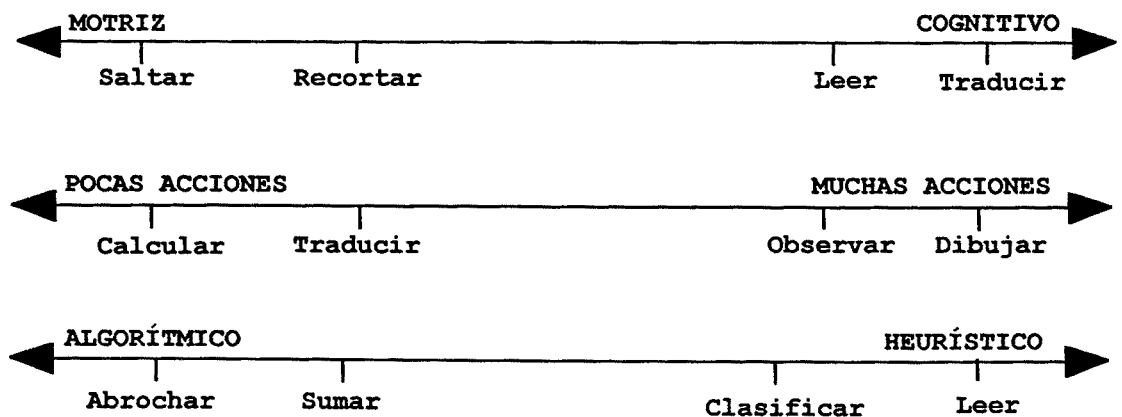 MOTRIZ COGNITIVO
Saltar Recortar Leer Traducir
POCAS ACCIONES MUCHAS ACCIONES
Calcular Traducir Observar Dibujar
ALGORÍTMICO HEURÍSTICO
Abrochar Sumar Clasificar Leer